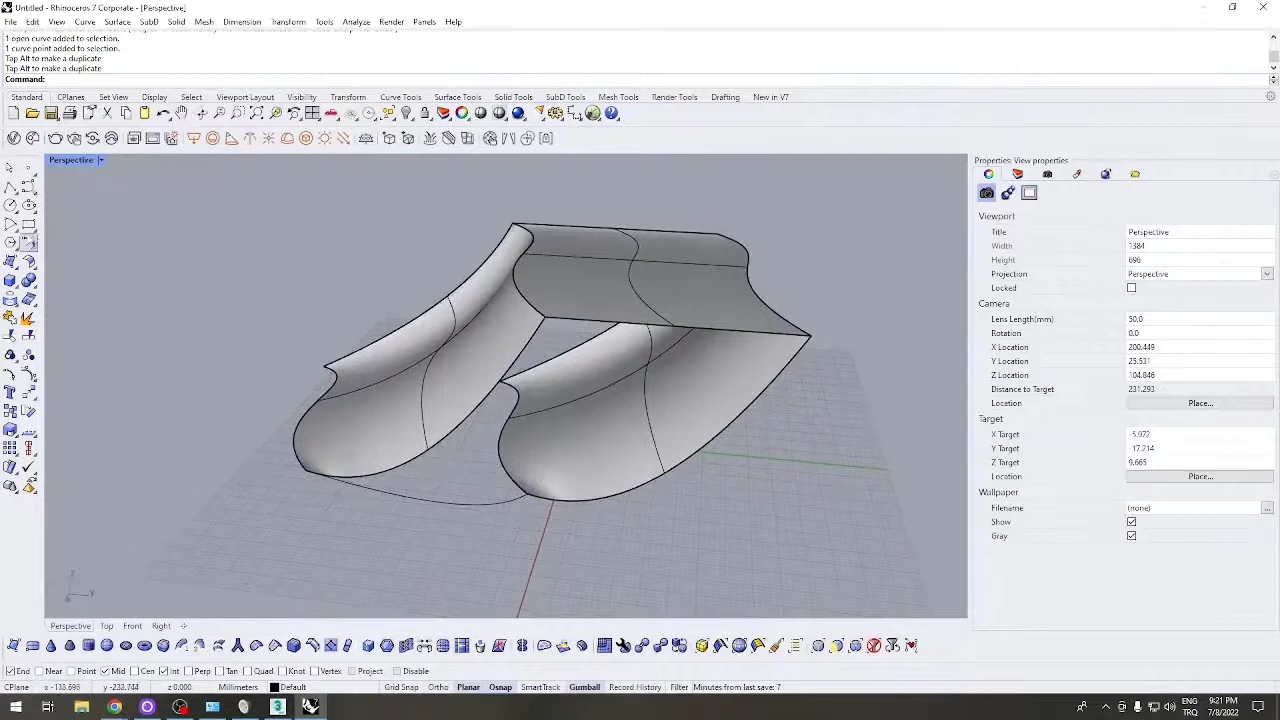 Untitled - Rhinoceros 7 Corporate - [Perspective]
File Edit View Curve Surface SubD Solid Mesh Dimension Transform Tools Analyze Render Panels Help
1 open curve added to selection.
1 curve point added to selection.
Tap Alt to make a duplicate
Tap Alt to make a duplicate
Command:
Standard CPlanes Set View Display Select Viewport Layout Visibility Transform Curve Tools Surface Tools Solid Tools SubD Tools Mesh Tools Render Tools Drafting New in V7
Perspective
Properties: View properties
Viewport
Title Perspective
Width 1384
Height 696
Projection Perspective
Locked
Camera
Lens Length(mm) 50.0
Rotation 0.0
X Location 200.449
Y Location 25.531
Z Location 104.846
Distance to Target 231.293
Location Place...
Target
X Target -5.972
Y Target -17.214
Z Target 9.665
Location Place...
Wallpaper
Filename (none) ...
Show
Gray
z
y
x
Perspective Top Front Right
End Near Point Mid Cen Int Perp Tan Quad Knot Vertex Project Disable
CPlane z 0.000 Millimeters Default Grid Snap Ortho Planar Osnap SmartTrack Gumball Record History Filter Minutes from last save: 7
9:21 PM
7/8/2022